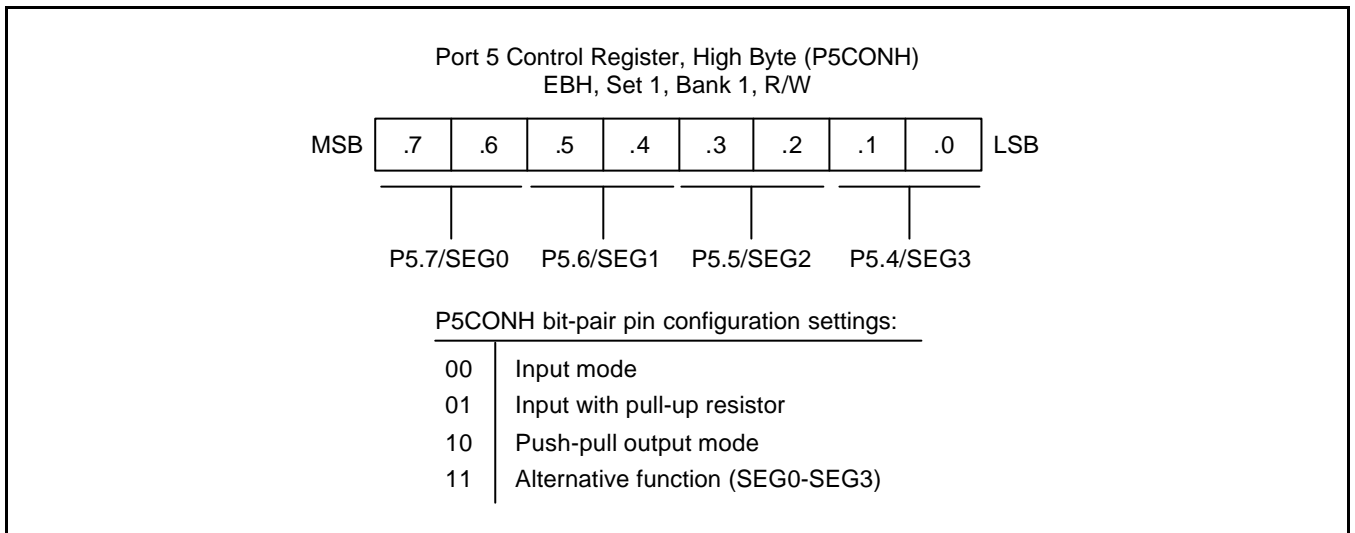 Port 5 Control Register, High Byte (P5CONH)
EBH, Set 1, Bank 1, R/W
MSB .7 .6 .5 .4 .3 .2 .1 .0 LSB
P5.7/SEG0 P5.6/SEG1 P5.5/SEG2 P5.4/SEG3
P5CONH bit-pair pin configuration settings:
00 Input mode
01 Input with pull-up resistor
10 Push-pull output mode
11 Alternative function (SEG0-SEG3)